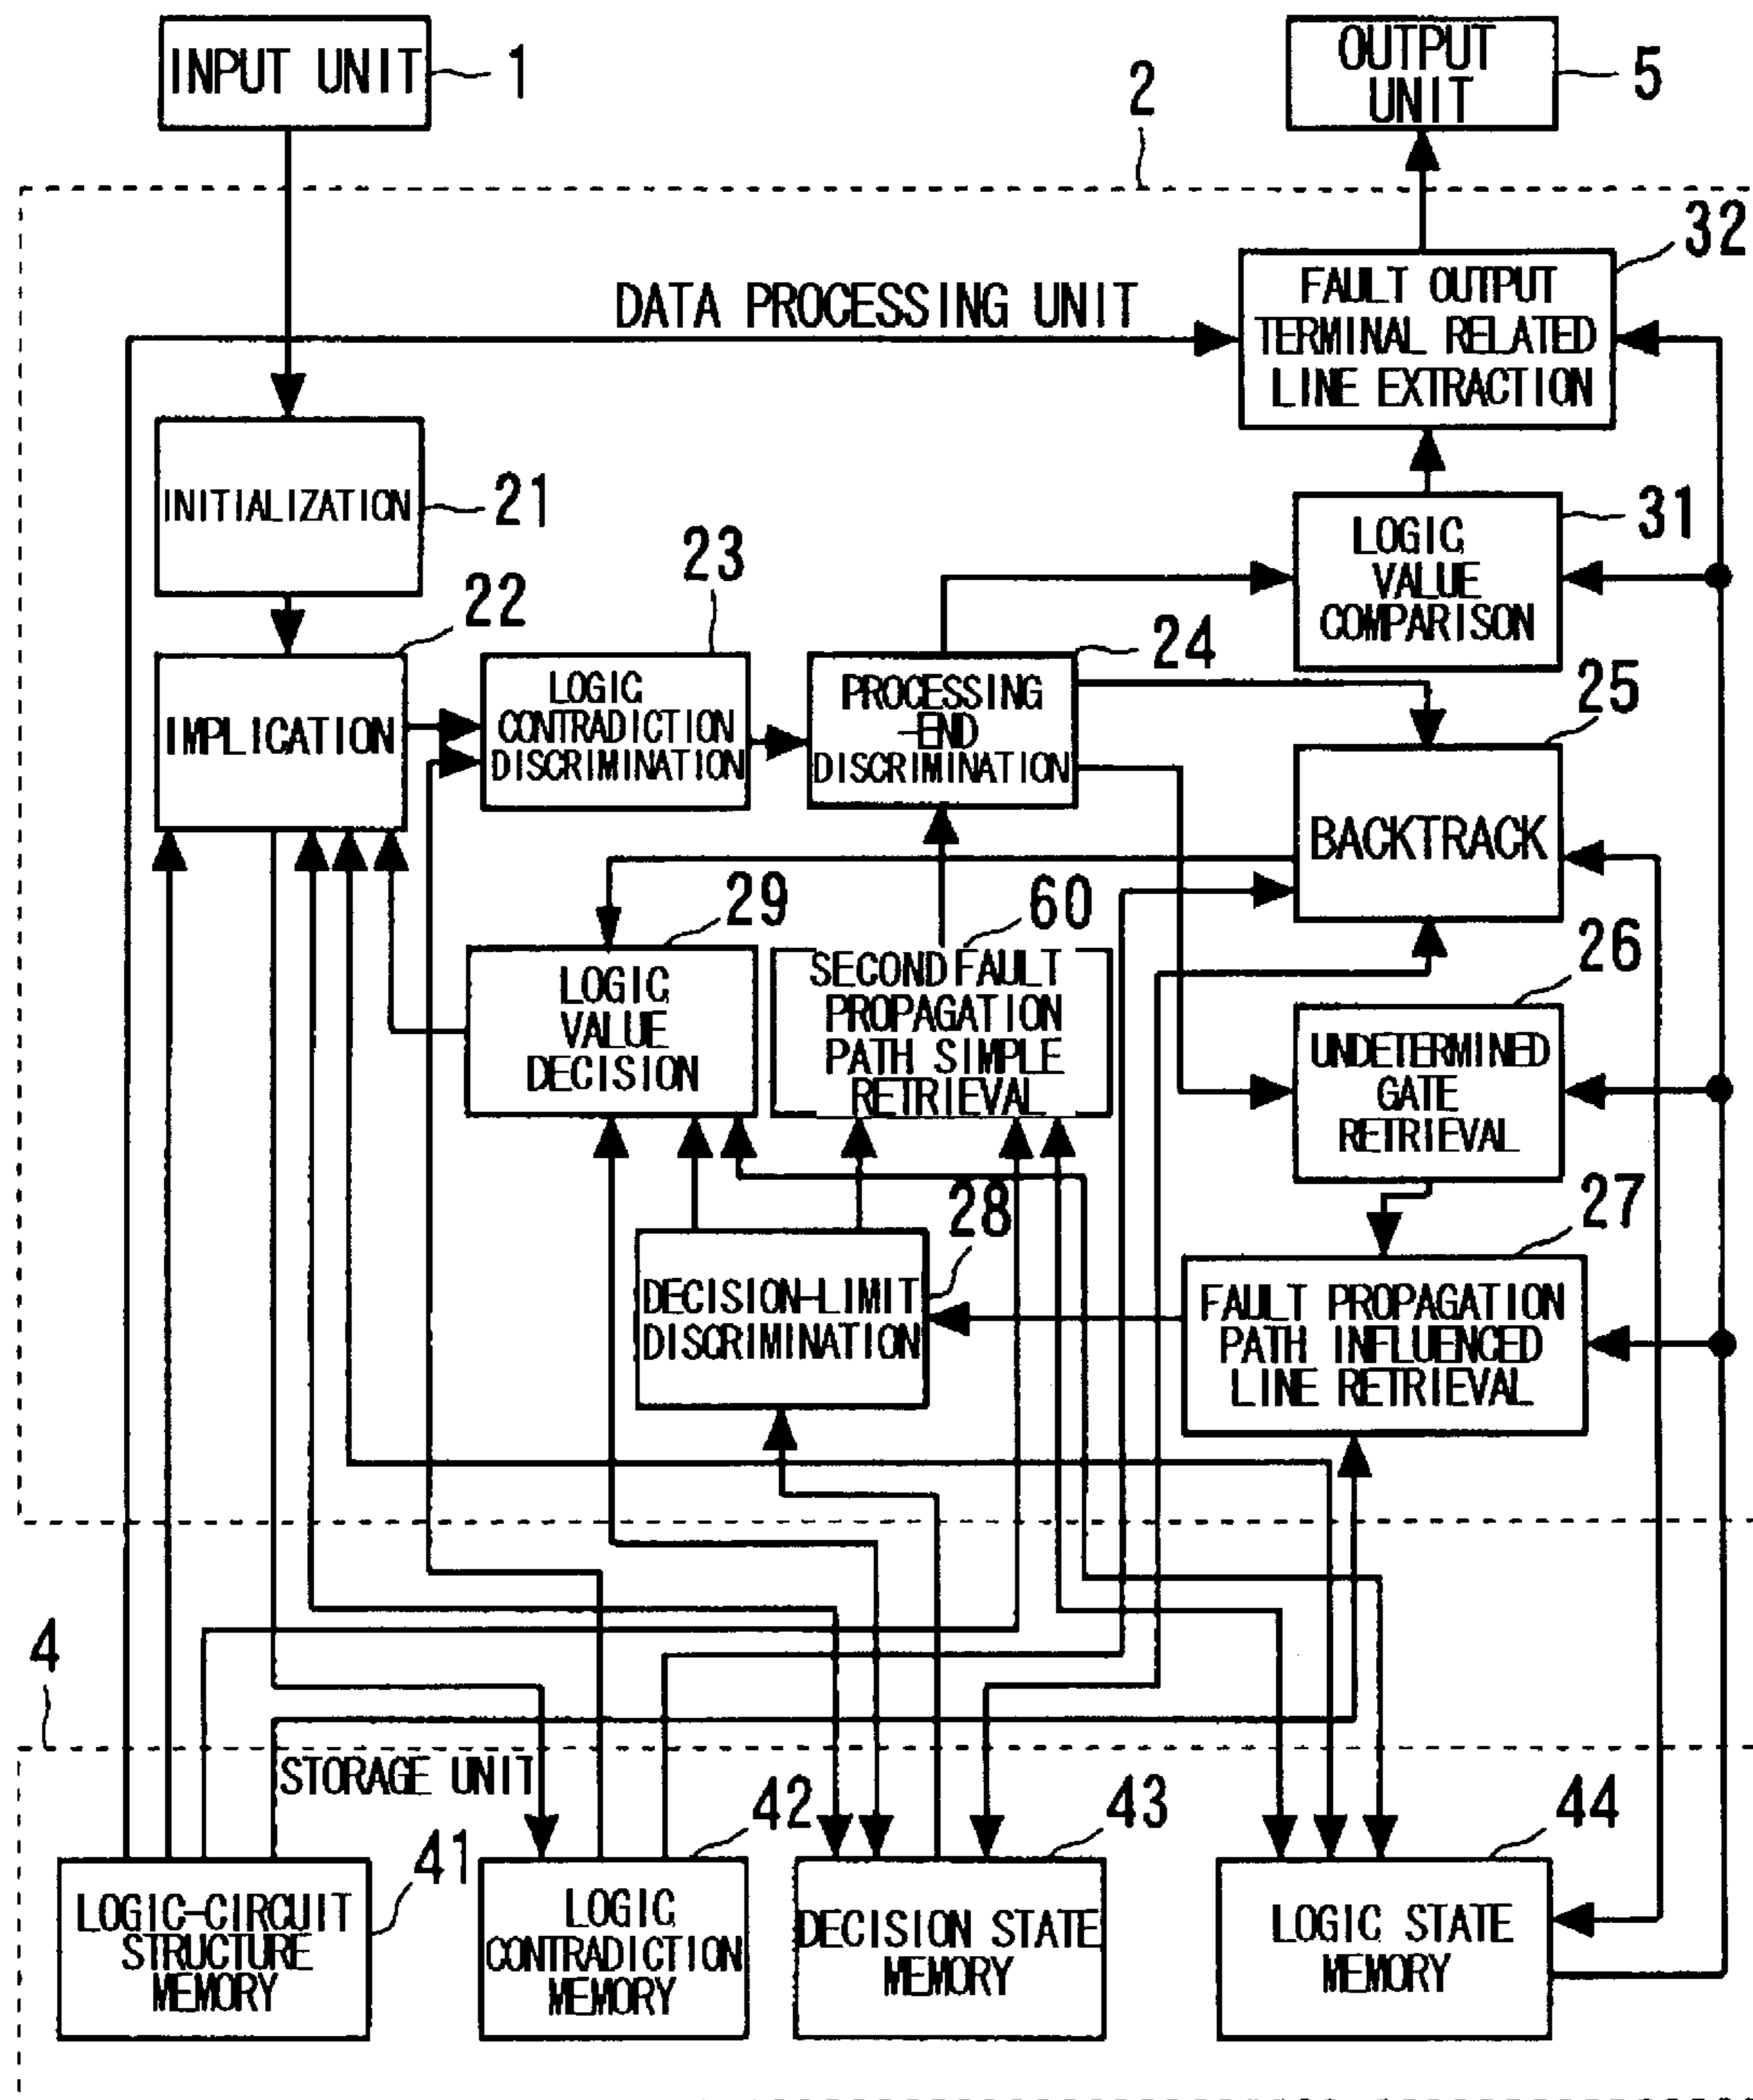 INPUT UNIT
1
OUTPUT
UNIT
5
2
DATA PROCESSING UNIT
32
FAULT OUTPUT
TERMINAL RELATED
LINE EXTRACTION
INITIALIZATION
21
31
LOGIC
VALUE
COMPARISON
22
23
24
IMPLICATION
LOGIC
CONTRADICTION
DISCRIMINATION
PROCESSING
-END
DISCRIMINATION
25
BACKTRACK
29
LOGIC
VALUE
DECISION
60
SECOND FAULT
PROPAGATION
PATH SIMPLE
RETRIEVAL
26
UNDETERMINED
GATE
RETRIEVAL
28
DECISION-LIMIT
DISCRIMINATION
27
FAULT PROPAGATION
PATH INFLUENCED
LINE RETRIEVAL
4
STORAGE UNIT
41
LOGIC-CIRCUIT
STRUCTURE
MEMORY
42
LOGIC
CONTRADICTION
MEMORY
43
DECISION STATE
MEMORY
44
LOGIC STATE
MEMORY